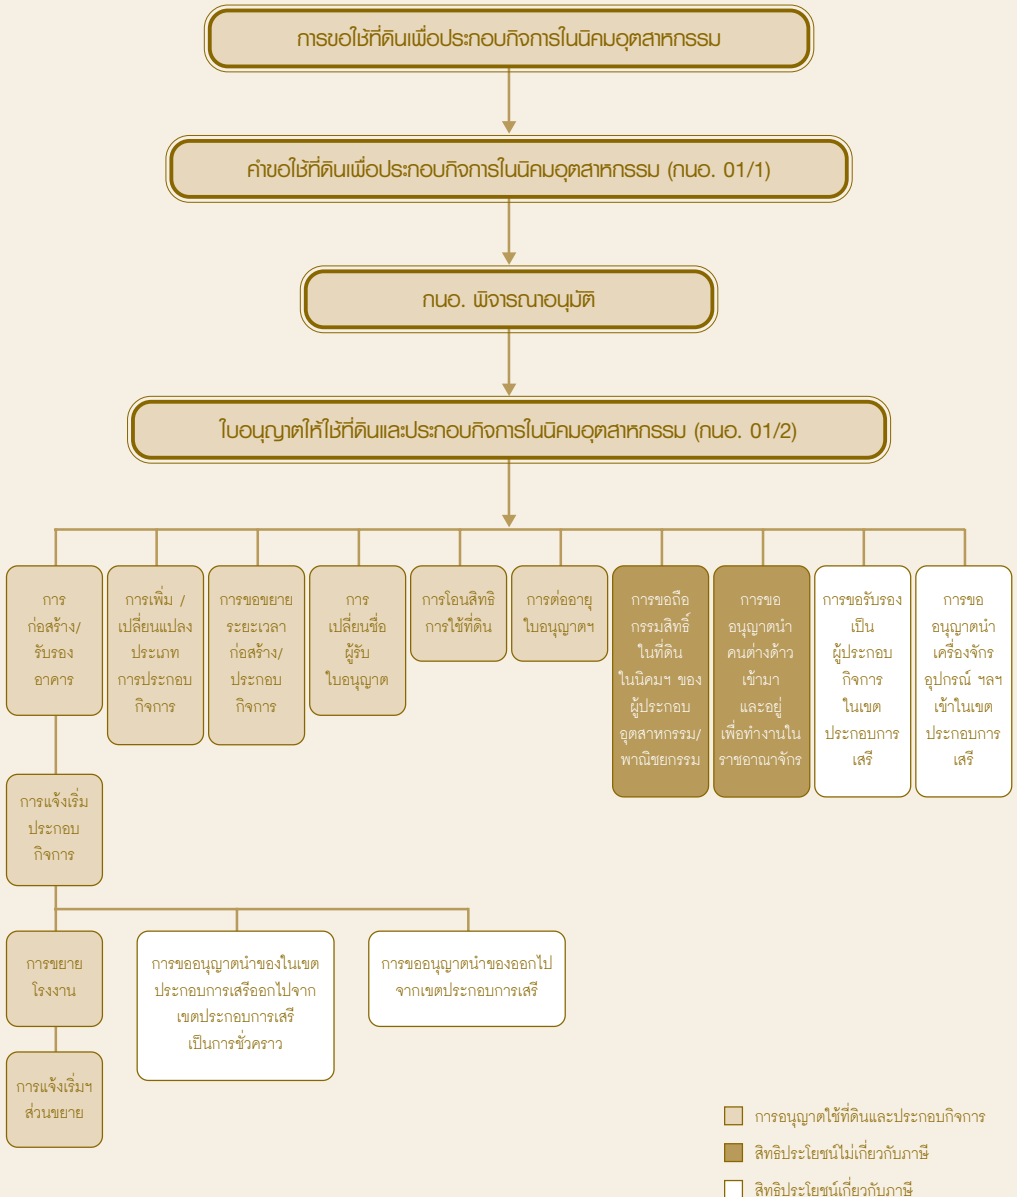 การขอใช้ที่ดินเพื่อประกอบกิจการในนิคมอุตสาหกรรม
คำขอใช้ที่ดินเพื่อประกอบกิจการในนิคมอุตสาหกรรม (กนอ. 01/1)
กนอ. พิจารณาอนุมัติ
ใบอนุญาตให้ใช้ที่ดินและประกอบกิจการในนิคมอุตสาหกรรม (กนอ. 01/2)
การ
ก่อสร้าง/
รับรอง
อาคาร
การเพิ่ม /
เปลี่ยนแปลง
ประเภท
การประกอบ
กิจการ
การขอขยาย
ระยะเวลา
ก่อสร้าง/
ประกอบ
กิจการ
การ
เปลี่ยนชื่อ
ผู้รับ
ใบอนุญาต
การโอนสิทธิ
การใช้ที่ดิน
การต่ออายุ
ใบอนุญาตฯ
การขอถือ
กรรมสิทธิ์
ในที่ดิน
ในนิคมฯ ของ
ผู้ประกอบ
อุตสาหกรรม/
พาณิชยกรรม
การขอ
อนุญาตนำ
คนต่างด้าว
เข้ามา
และอยู่
เพื่อทำงานใน
ราชอาณาจักร
การขอรับรอง
เป็น
ผู้ประกอบ
กิจการ
ในเขต
ประกอบการ
เสรี
การขอ
อนุญาตนำ
เครื่องจักร
อุปกรณ์ ฯลฯ
เข้าในเขต
ประกอบการ
เสรี
การแจ้งเริ่ม
ประกอบ
กิจการ
การขยาย
โรงงาน
การขออนุญาตนำของในเขต
ประกอบการเสรีออกไปจาก
เขตประกอบการเสรี
เป็นการชั่วคราว
การขออนุญาตนำของออกไป
จากเขตประกอบการเสรี
การแจ้งเริ่มฯ
ส่วนขยาย
การอนุญาตใช้ที่ดินและประกอบกิจการ
สิทธิประโยชน์ไม่เกี่ยวกับภาษี
สิทธิประโยชน์เกี่ยวกับภาษี